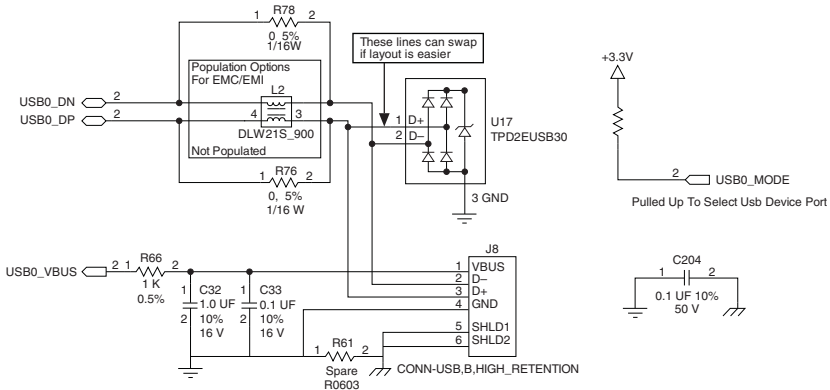 1 R78 2
0 5%
1/16W
These lines can swap
if layout is easier
Population Options
For EMC/EMI
L2
USB0_DN 2
USB0_DP 2
4 3
DLW21S_900
Not Populated
1 R76 2
0, 5%
1/16 W
1 D+
2 D–
U17
TPD2EUSB30
3 GND
+3.3V
2 USB0_MODE
Pulled Up To Select Usb Device Port
USB0_VBUS 2 1 R66 2
1 K
0.5%
1 C32
1.0 UF
2 10%
16 V
1 C33
0.1 UF
2 10%
16 V
J8
1 VBUS
2 D–
3 D+
4 GND
5 SHLD1
6 SHLD2
1 R61 2
Spare
R0603
CONN-USB,B,HIGH_RETENTION
C204
1 2
0.1 UF 10%
50 V